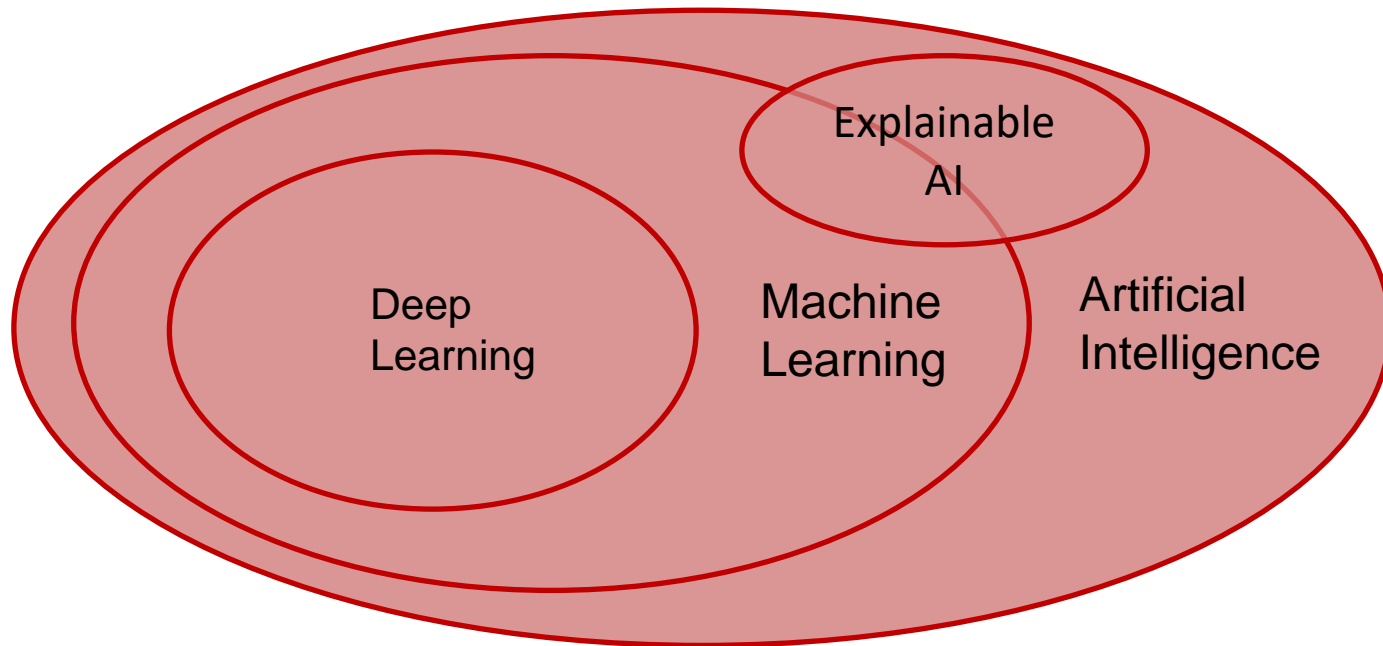 Explainable
AI
Deep
Learning
Machine
Learning
Artificial
Intelligence